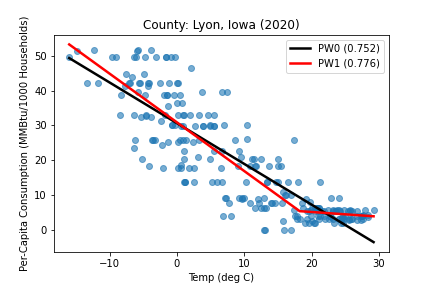 County: Lyon, Iowa (2020)
PW0 (0.752)
PW1 (0.776)
Per-Capita Consumption (MMBtu/1000 Households)
50
40
30
20
10
0
−10 0 10 20 30
Temp (deg C)